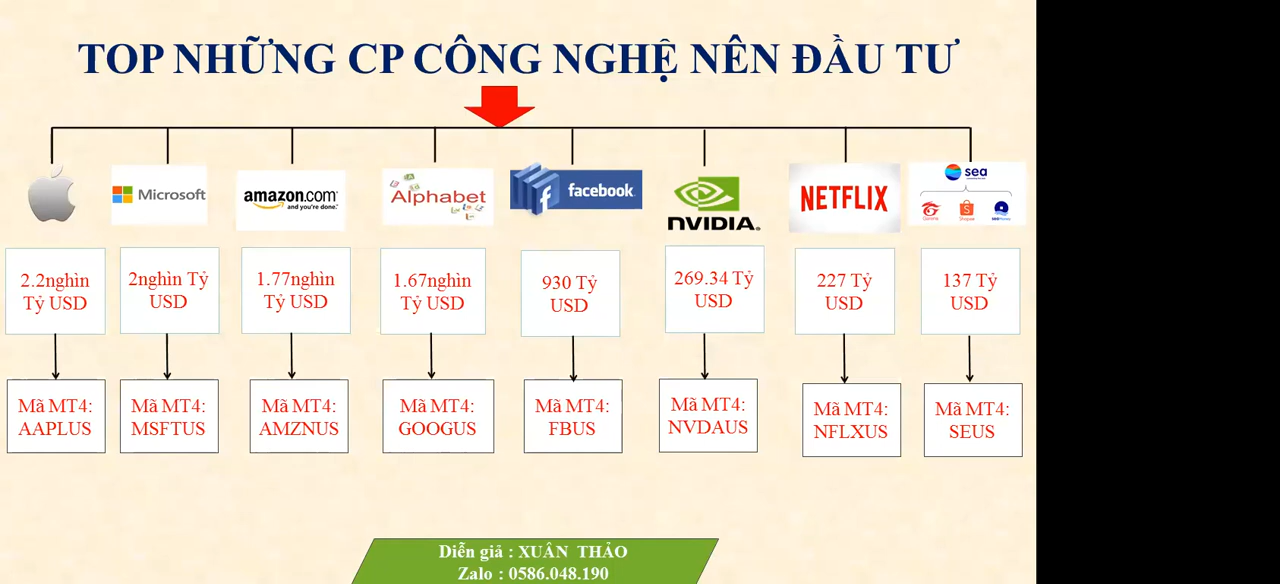 TOP NHỮNG CP CÔNG NGHỆ NÊN ĐẦU TƯ
Microsoft
amazon.com
and you're done.
Alphabet
facebook
NVIDIA
NETFLIX
sea
Garena
Shopee
2.2nghìn
Tỷ USD
2nghìn Tỷ
USD
1.77nghìn
Tỷ USD
1.67nghìn
Tỷ USD
930 Tỷ
USD
269.34 Tỷ
USD
227 Tỷ
USD
137 Tỷ
USD
Mã MT4:
AAPLUS
Mã MT4:
MSFTUS
Mã MT4:
AMZNUS
Mã MT4:
GOOGUS
Mã MT4:
FBUS
Mã MT4:
NVDAUS
Mã MT4:
NFLXUS
Mã MT4:
SEUS
Diễn giả : XUÂN THẢO
Zalo : 0586.048.190